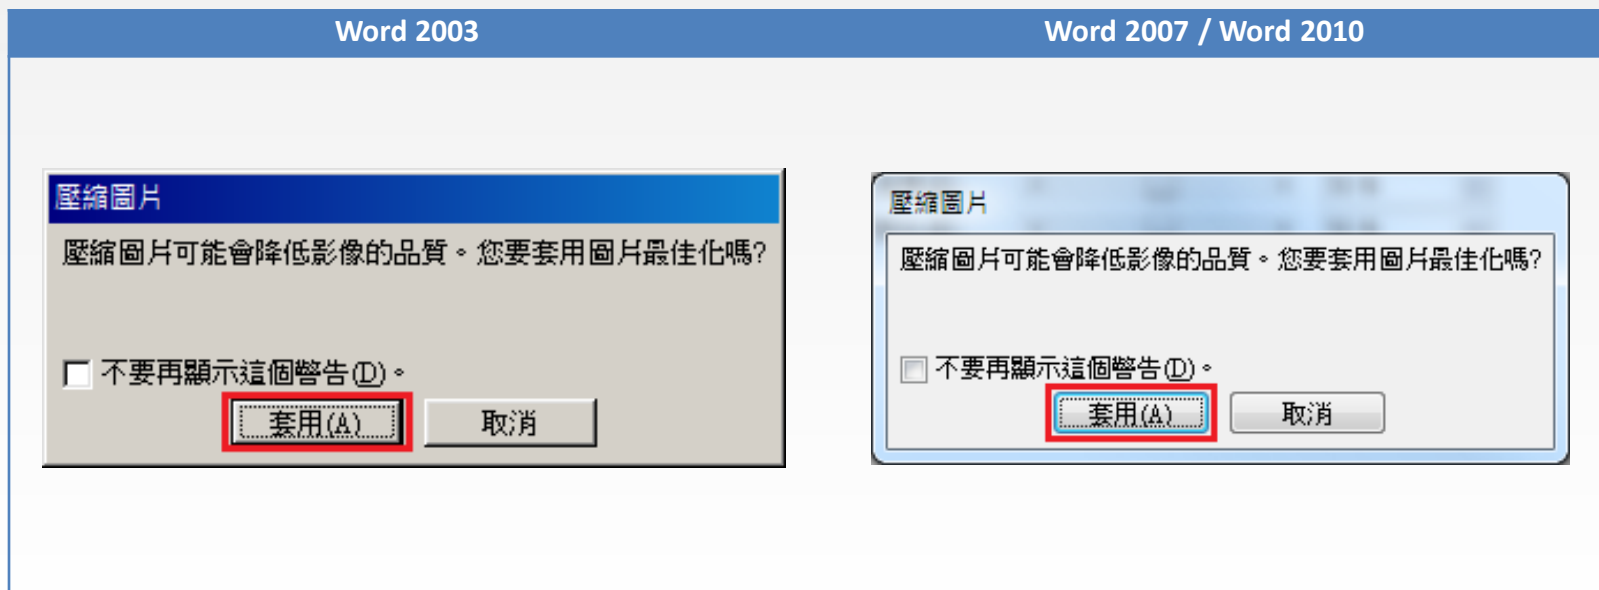 Word 2003
Word 2007 / Word 2010
壓縮圖片
壓縮圖片可能會降低影像的品質。您要套用圖片最佳化嗎?
不要再顯示這個警告(D)。
套用(A)
取消
壓縮圖片
壓縮圖片可能會降低影像的品質。您要套用圖片最佳化嗎?
不要再顯示這個警告(D)。
套用(A)
取消